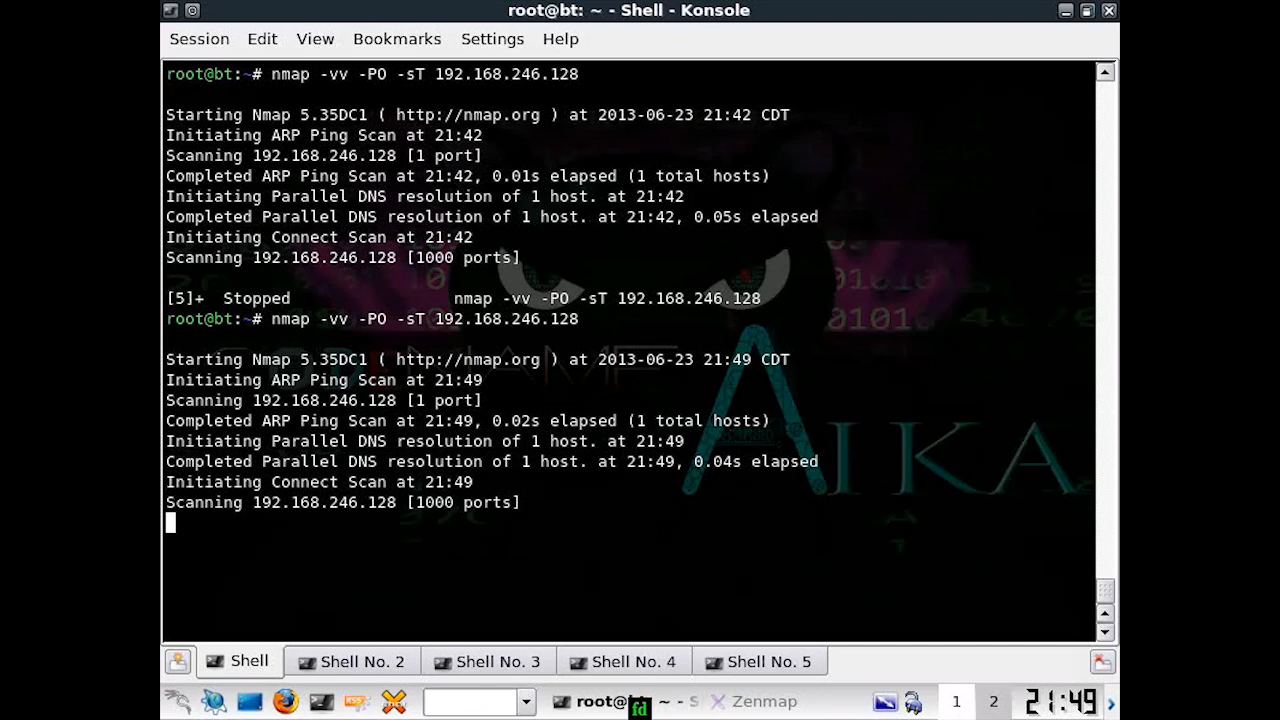 root@bt: ~ - Shell - Konsole
Session Edit View Bookmarks Settings Help
root@bt:~# nmap -vv -PO -sT 192.168.246.128
Starting Nmap 5.35DC1 ( http://nmap.org ) at 2013-06-23 21:42 CDT
Initiating ARP Ping Scan at 21:42
Scanning 192.168.246.128 [1 port]
Completed ARP Ping Scan at 21:42, 0.01s elapsed (1 total hosts)
Initiating Parallel DNS resolution of 1 host. at 21:42
Completed Parallel DNS resolution of 1 host. at 21:42, 0.05s elapsed
Initiating Connect Scan at 21:42
Scanning 192.168.246.128 [1000 ports]
[5]+ Stopped nmap -vv -PO -sT 192.168.246.128
root@bt:~# nmap -vv -PO -sT 192.168.246.128
Starting Nmap 5.35DC1 ( http://nmap.org ) at 2013-06-23 21:49 CDT
Initiating ARP Ping Scan at 21:49
Scanning 192.168.246.128 [1 port]
Completed ARP Ping Scan at 21:49, 0.02s elapsed (1 total hosts)
Initiating Parallel DNS resolution of 1 host. at 21:49
Completed Parallel DNS resolution of 1 host. at 21:49, 0.04s elapsed
Initiating Connect Scan at 21:49
Scanning 192.168.246.128 [1000 ports]
AIKA
Shell Shell No. 2 Shell No. 3 Shell No. 4 Shell No. 5
~ - S Zenmap 1 2 21:49
fd